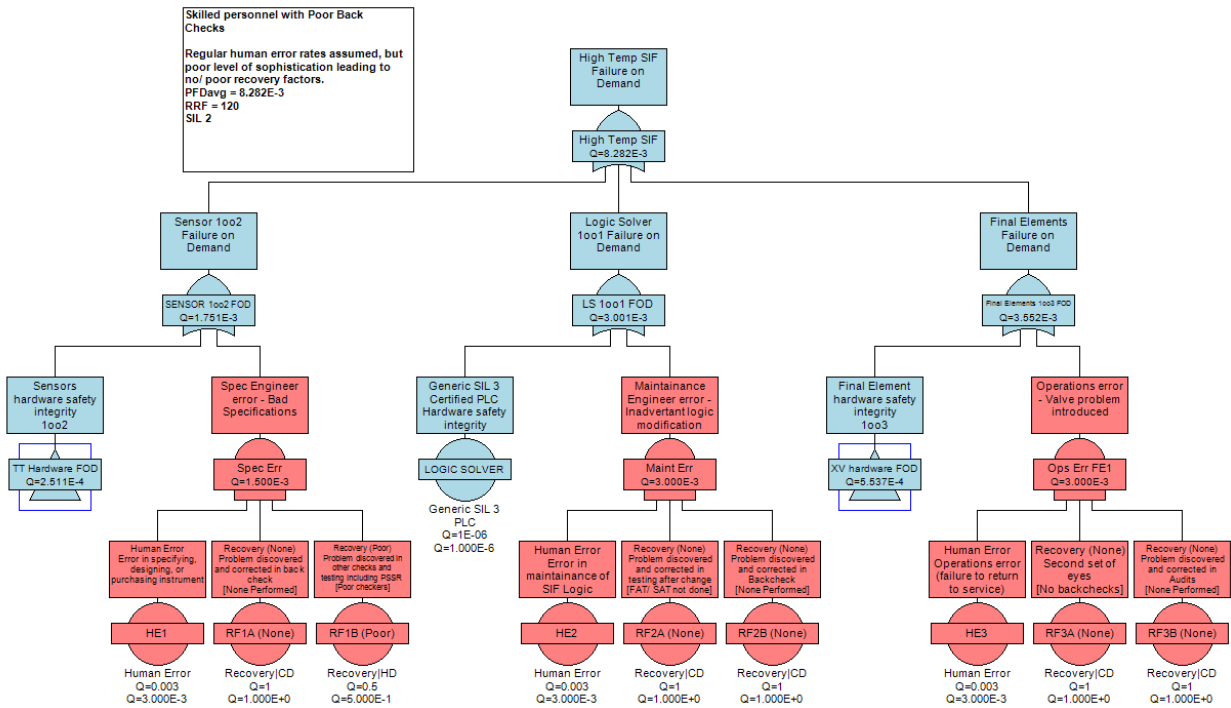 Skilled personnel with Poor Back
Checks
Regular human error rates assumed, but
poor level of sophistication leading to
no/ poor recovery factors.
PFDavg = 8.282E-3
RRF = 120
SIL 2
High Temp SIF
Failure on
Demand
High Temp SIF
Q=8.282E-3
Sensor 1oo2
Failure on
Demand
SENSOR 1oo2 FOD
Q=1.751E-3
Logic Solver
1oo1 Failure on
Demand
LS 1oo1 FOD
Q=3.001E-3
Final Elements
Failure on
Demand
Final Elements 1oo3 FOD
Q=3.552E-3
Sensors
hardware safety
integrity
1oo2
TT Hardware FOD
Q=2.511E-4
Spec Engineer
error - Bad
Specifications
Spec Err
Q=1.500E-3
Generic SIL 3
Certified PLC
Hardware safety
integrity
LOGIC SOLVER
Generic SIL 3
PLC
Q=1E-06
Q=1.000E-6
Maintainance
Engineer error -
Inadvertant logic
modification
Maint Err
Q=3.000E-3
Final Element
hardware safety
integrity
1oo3
XV hardware FOD
Q=5.537E-4
Operations error
- Valve problem
introduced
Ops Err FE1
Q=3.000E-3
Human Error
Error in specifying,
designing, or
purchasing instrument
HE1
Human Error
Q=0.003
Q=3.000E-3
Recovery (None)
Problem discovered
and corrected in back
check
[None Performed]
RF1A (None)
Recovery|CD
Q=1
Q=1.000E+0
Recovery (Poor)
Problem discovered in
other checks and
testing including PSSR
[Poor checkers]
RF1B (Poor)
Recovery|HD
Q=0.5
Q=5.000E-1
Human Error
Error in
maintainance of
SIF Logic
HE2
Human Error
Q=0.003
Q=3.000E-3
Recovery (None)
Problem discovered
and corrected in
testing after change
[FAT/ SAT not done]
RF2A (None)
Recovery|CD
Q=1
Q=1.000E+0
Recovery (None)
Problem discovered
and corrected in
Backcheck
[None Performed]
RF2B (None)
Recovery|CD
Q=1
Q=1.000E+0
Human Error
Operations error
(failure to return
to service)
HE3
Human Error
Q=0.003
Q=3.000E-3
Recovery (None)
Second set of
eyes
[No backchecks]
RF3A (None)
Recovery|CD
Q=1
Q=1.000E+0
Recovery (None)
Problem discovered
and corrected in
Audits
[None Performed]
RF3B (None)
Recovery|CD
Q=1
Q=1.000E+0